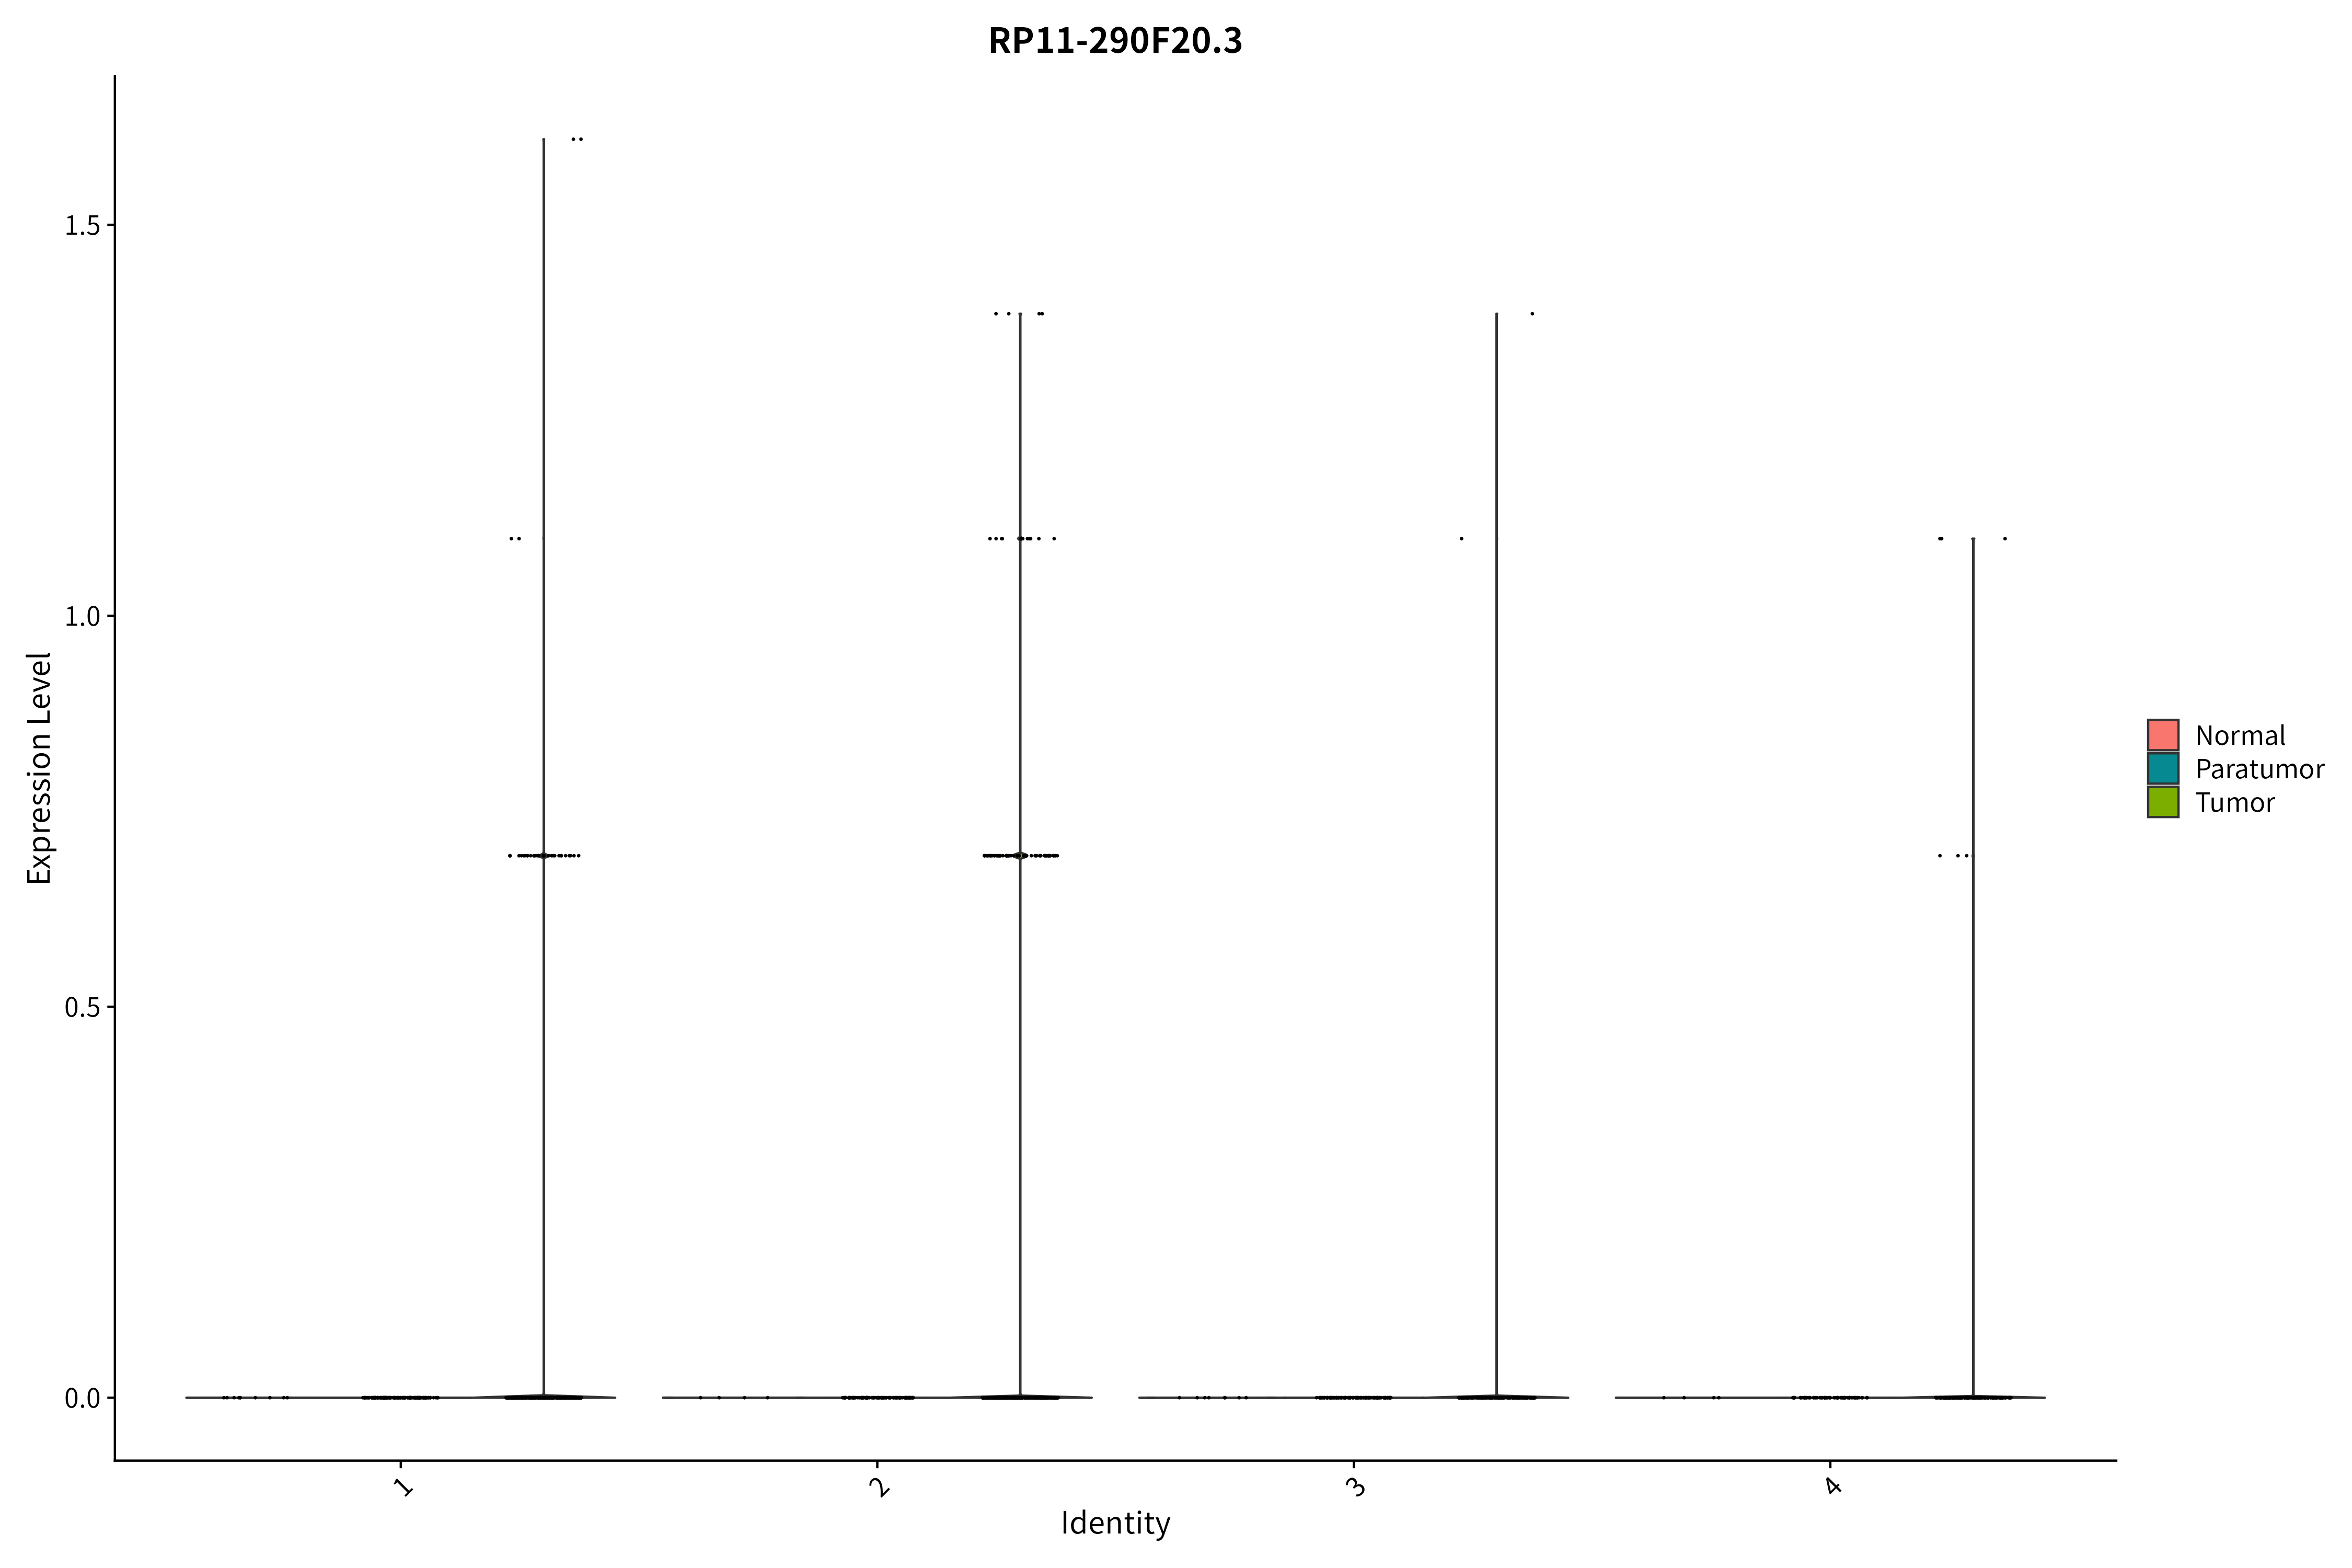 RP11-290F20.3
Expression Level
1.5
1.0
0.5
0.0
1
2
3
4
Identity
Normal
Paratumor
Tumor